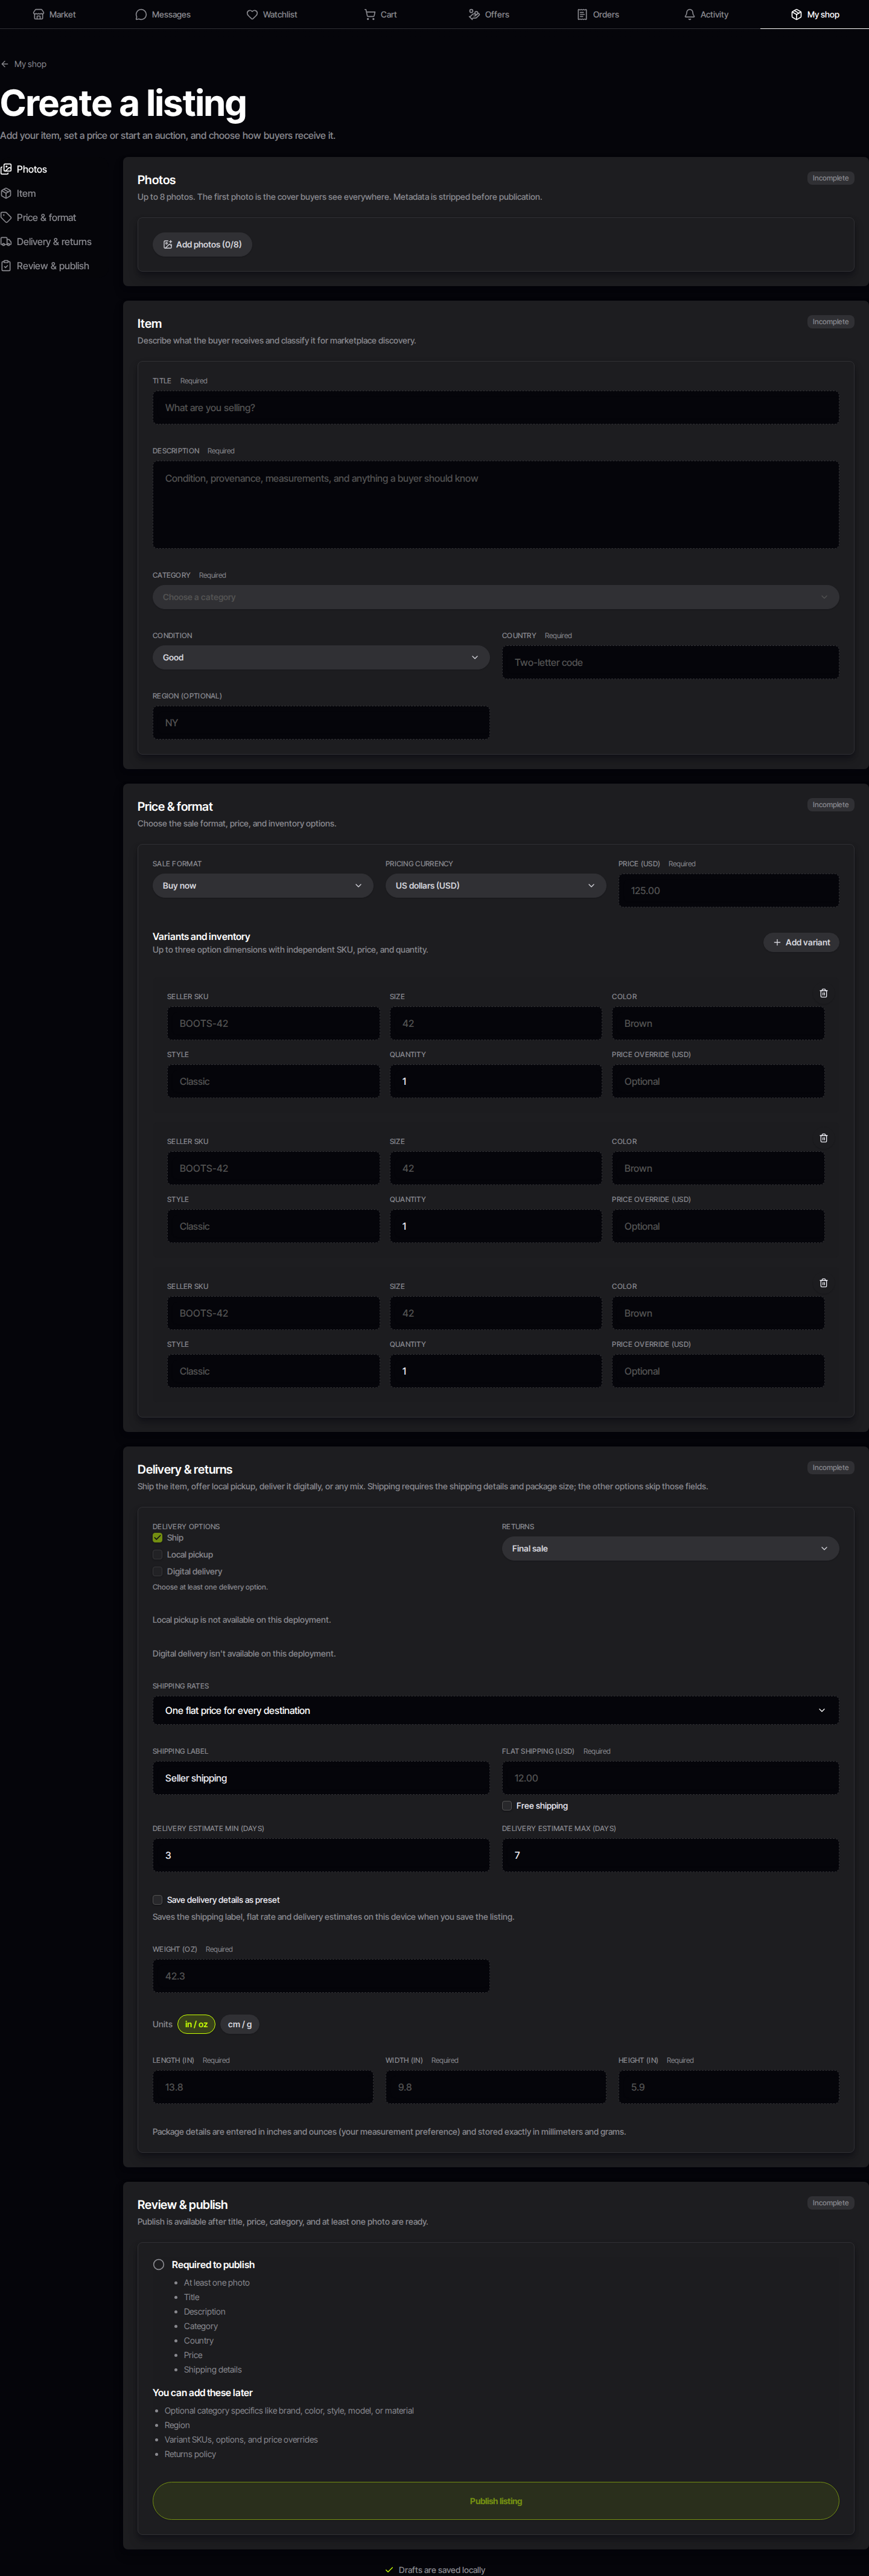 Market
Messages
Watchlist
Cart
Offers
Orders
Activity
My shop
My shop
Create a listing
Add your item, set a price or start an auction, and choose how buyers receive it.
Photos
Item
Price & format
Delivery & returns
Review & publish
Photos
Incomplete
Up to 8 photos. The first photo is the cover buyers see everywhere. Metadata is stripped before publication.
Add photos (0/8)
Item
Incomplete
Describe what the buyer receives and classify it for marketplace discovery.
TITLE Required
What are you selling?
DESCRIPTION Required
Condition, provenance, measurements, and anything a buyer should know
CATEGORY Required
Choose a category
CONDITION
Good
COUNTRY Required
Two-letter code
REGION (OPTIONAL)
NY
Price & format
Incomplete
Choose the sale format, price, and inventory options.
SALE FORMAT
Buy now
PRICING CURRENCY
US dollars (USD)
PRICE (USD) Required
125.00
Variants and inventory
Up to three option dimensions with independent SKU, price, and quantity.
Add variant
SELLER SKU
BOOTS-42
SIZE
42
COLOR
Brown
STYLE
Classic
QUANTITY
1
PRICE OVERRIDE (USD)
Optional
SELLER SKU
BOOTS-42
SIZE
42
COLOR
Brown
STYLE
Classic
QUANTITY
1
PRICE OVERRIDE (USD)
Optional
SELLER SKU
BOOTS-42
SIZE
42
COLOR
Brown
STYLE
Classic
QUANTITY
1
PRICE OVERRIDE (USD)
Optional
Delivery & returns
Incomplete
Ship the item, offer local pickup, deliver it digitally, or any mix. Shipping requires the shipping details and package size; the other options skip those fields.
DELIVERY OPTIONS
Ship
Local pickup
Digital delivery
Choose at least one delivery option.
RETURNS
Final sale
Local pickup is not available on this deployment.
Digital delivery isn't available on this deployment.
SHIPPING RATES
One flat price for every destination
SHIPPING LABEL
Seller shipping
FLAT SHIPPING (USD) Required
12.00
Free shipping
DELIVERY ESTIMATE MIN (DAYS)
3
DELIVERY ESTIMATE MAX (DAYS)
7
Save delivery details as preset
Saves the shipping label, flat rate and delivery estimates on this device when you save the listing.
WEIGHT (OZ) Required
42.3
Units in / oz cm / g
LENGTH (IN) Required
13.8
WIDTH (IN) Required
9.8
HEIGHT (IN) Required
5.9
Package details are entered in inches and ounces (your measurement preference) and stored exactly in millimeters and grams.
Review & publish
Incomplete
Publish is available after title, price, category, and at least one photo are ready.
Required to publish
At least one photo
Title
Description
Category
Country
Price
Shipping details
You can add these later
Optional category specifics like brand, color, style, model, or material
Region
Variant SKUs, options, and price overrides
Returns policy
Publish listing
Drafts are saved locally